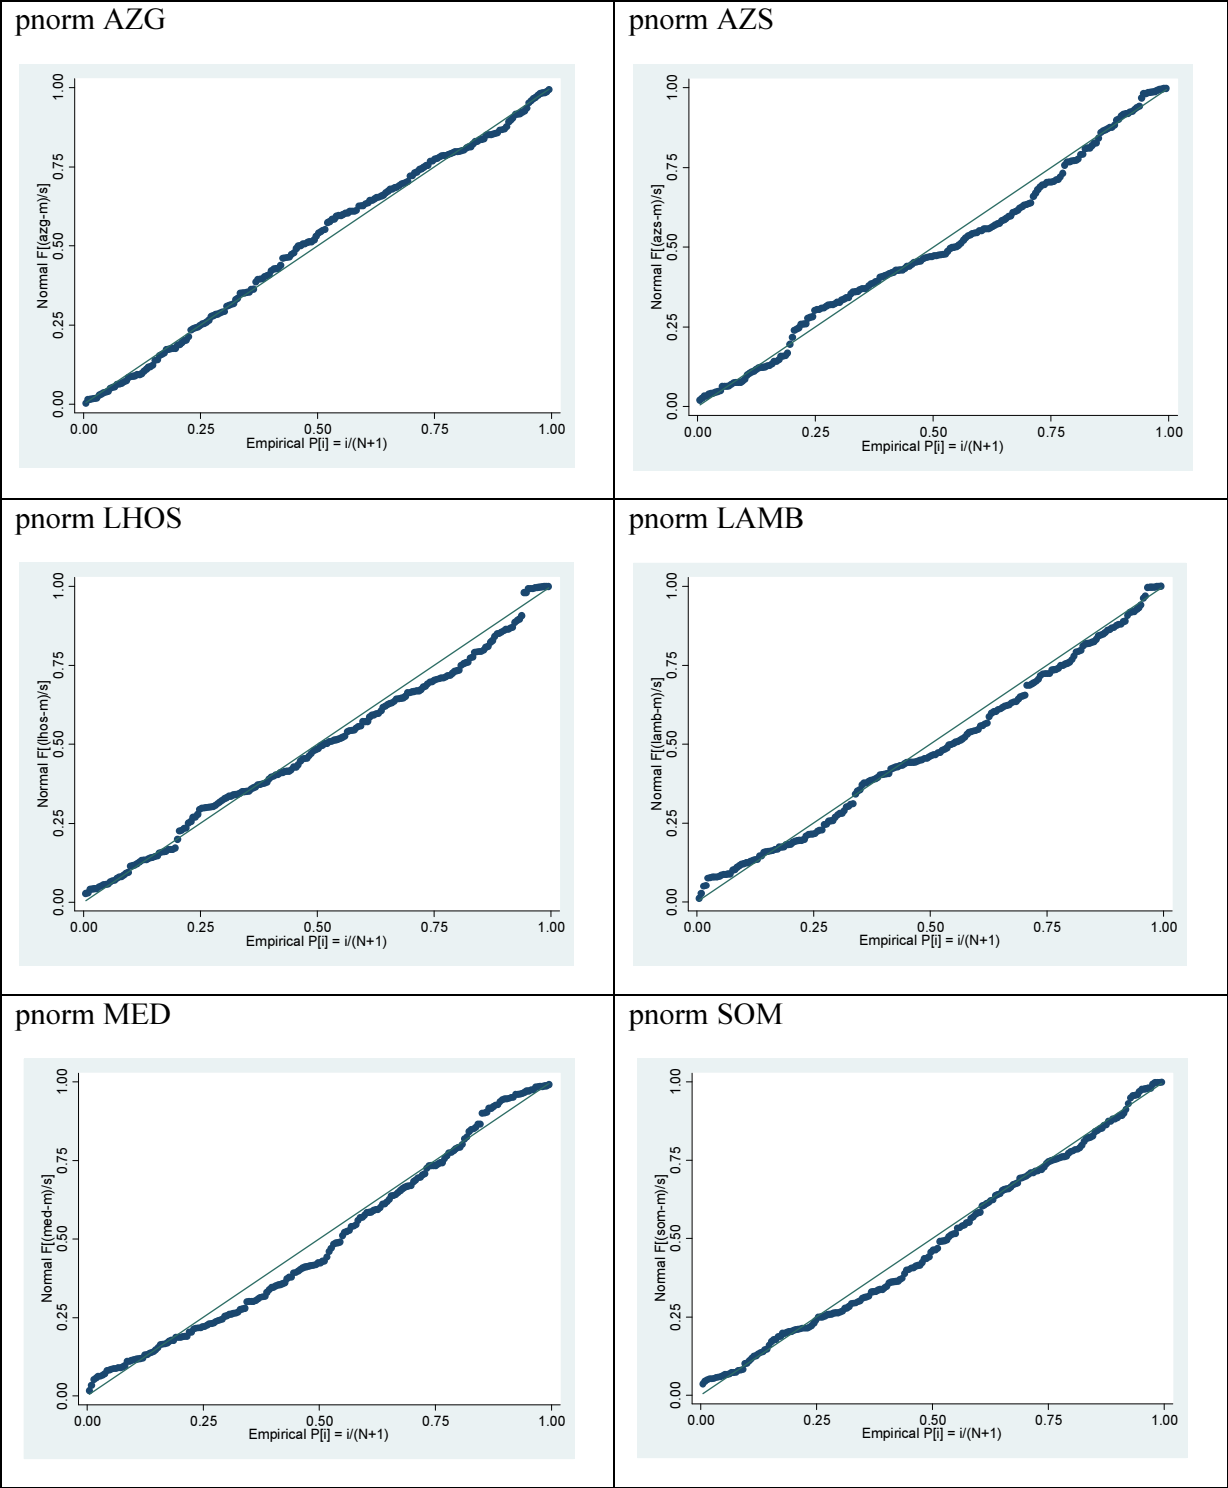 pnorm AZG
Normal F[(azg-m)/s]
1.00
0.75
0.50
0.25
0.00
0.00 0.25 0.50 0.75 1.00
Empirical P[i] = i/(N+1)
pnorm AZS
Normal F[(azs-m)/s]
1.00
0.75
0.50
0.25
0.00
0.00 0.25 0.50 0.75 1.00
Empirical P[i] = i/(N+1)
pnorm LHOS
Normal F[(lhos-m)/s]
1.00
0.75
0.50
0.25
0.00
0.00 0.25 0.50 0.75 1.00
Empirical P[i] = i/(N+1)
pnorm LAMB
Normal F[(lamb-m)/s]
1.00
0.75
0.50
0.25
0.00
0.00 0.25 0.50 0.75 1.00
Empirical P[i] = i/(N+1)
pnorm MED
Normal F[(med-m)/s]
1.00
0.75
0.50
0.25
0.00
0.00 0.25 0.50 0.75 1.00
Empirical P[i] = i/(N+1)
pnorm SOM
Normal F[(som-m)/s]
1.00
0.75
0.50
0.25
0.00
0.00 0.25 0.50 0.75 1.00
Empirical P[i] = i/(N+1)